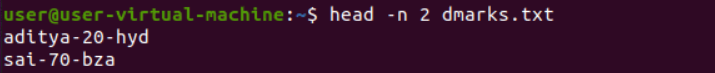 user@user-virtual-machine:~$ head -n 2 dmarks.txt
aditya-20-hyd
sai-70-bza